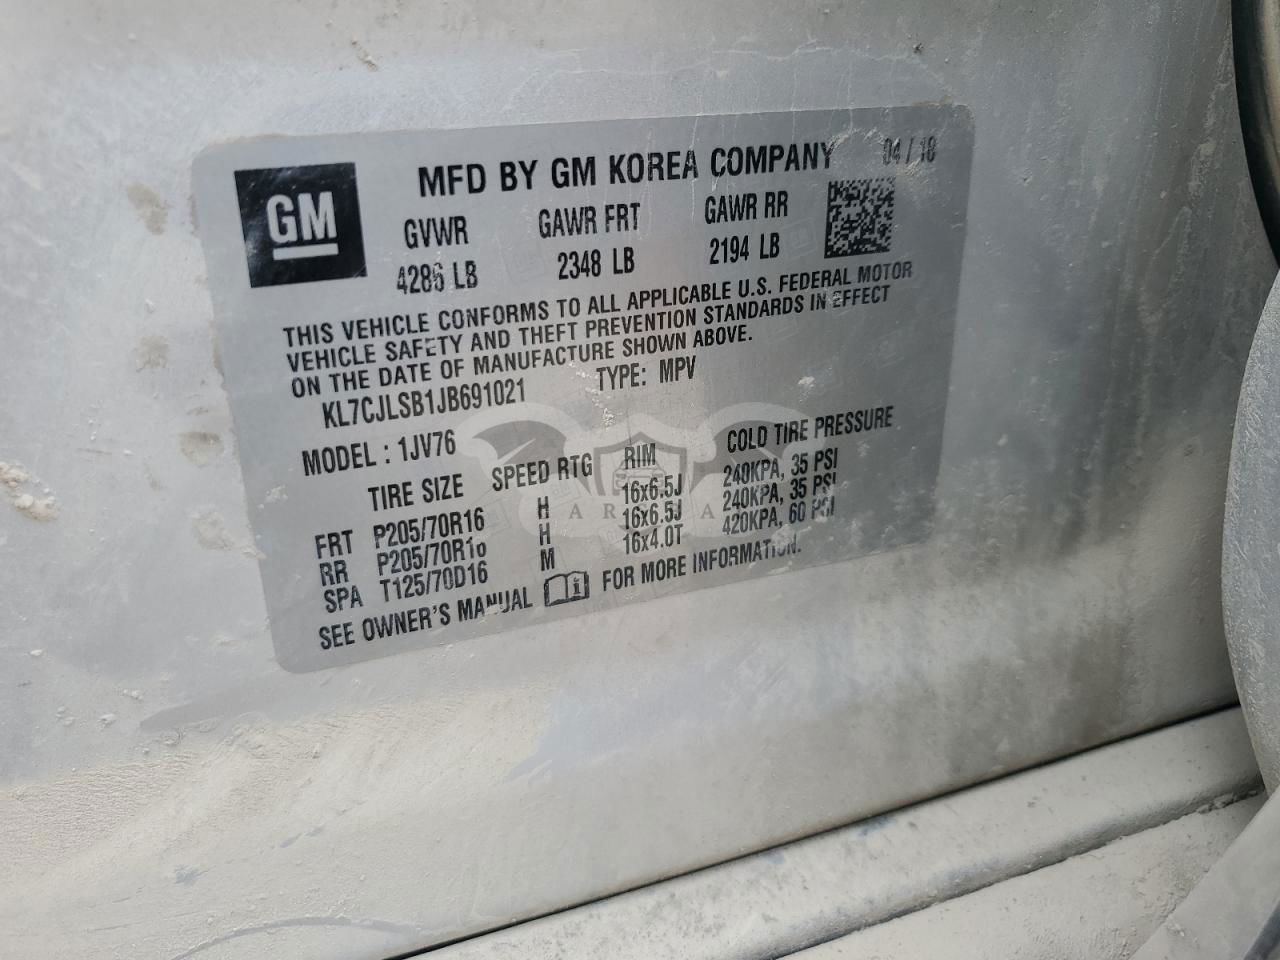 GM
MFD BY GM KOREA COMPANY 04/18
GVWR GAWR FRT GAWR RR
4286 LB 2348 LB 2194 LB
THIS VEHICLE CONFORMS TO ALL APPLICABLE U.S. FEDERAL MOTOR
VEHICLE SAFETY AND THEFT PREVENTION STANDARDS IN EFFECT
ON THE DATE OF MANUFACTURE SHOWN ABOVE.
KL7CJLSB1JB691021 TYPE: MPV
MODEL : 1JV76
TIRE SIZE SPEED RTG RIM COLD TIRE PRESSURE
FRT P205/70R16 H 16x6.5J 240KPA, 35 PSI
RR P205/70R16 H 16x6.5J 240KPA, 35 PSI
SPA T125/70D16 M 16x4.0T 420KPA, 60 PSI
SEE OWNER'S MANUAL FOR MORE INFORMATION.